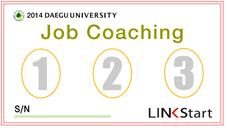 2014 DAEGU UNIVERSITY
Job Coaching
1 2 3
S/N
LINKStart